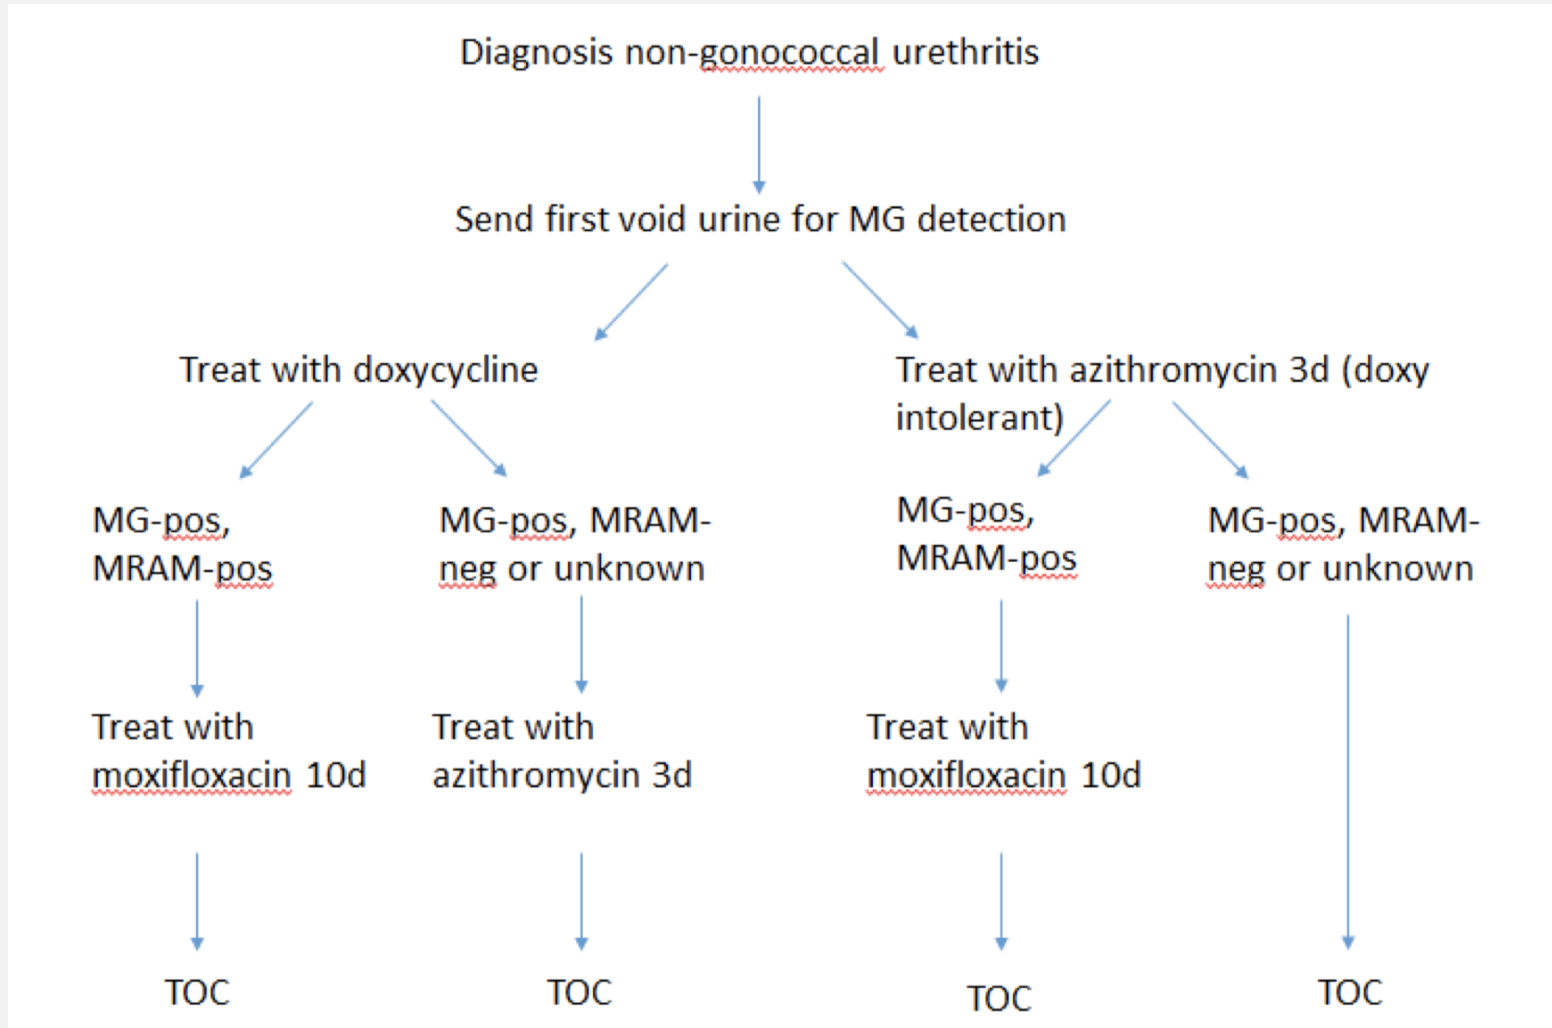 Diagnosis non-gonococcal urethritis
Send first void urine for MG detection
Treat with doxycycline
Treat with azithromycin 3d (doxy
intolerant)
MG-pos,
MRAM-pos
MG-pos, MRAM-
neg or unknown
MG-pos,
MRAM-pos
MG-pos, MRAM-
neg or unknown
Treat with
moxifloxacin 10d
Treat with
azithromycin 3d
Treat with
moxifloxacin 10d
TOC
TOC
TOC
TOC